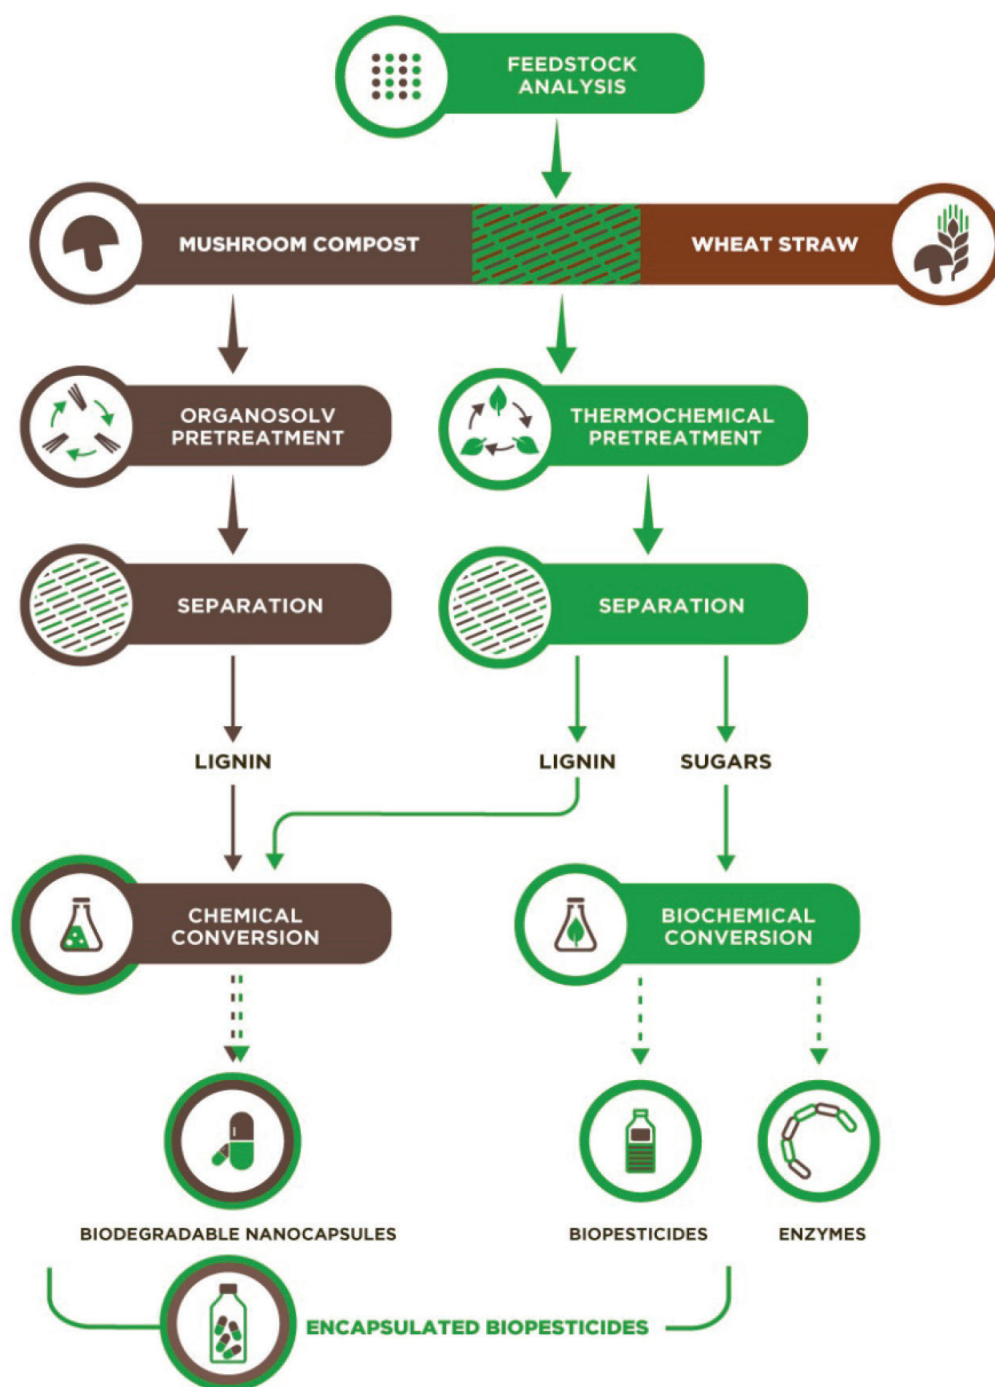 FEEDSTOCK
ANALYSIS
MUSHROOM COMPOST
WHEAT STRAW
ORGANOSOLV
PRETREATMENT
THERMOCHEMICAL
PRETREATMENT
SEPARATION
SEPARATION
LIGNIN
LIGNIN
SUGARS
CHEMICAL
CONVERSION
BIOCHEMICAL
CONVERSION
BIODEGRADABLE NANOCAPSULES
BIOPESTICIDES
ENZYMES
ENCAPSULATED BIOPESTICIDES